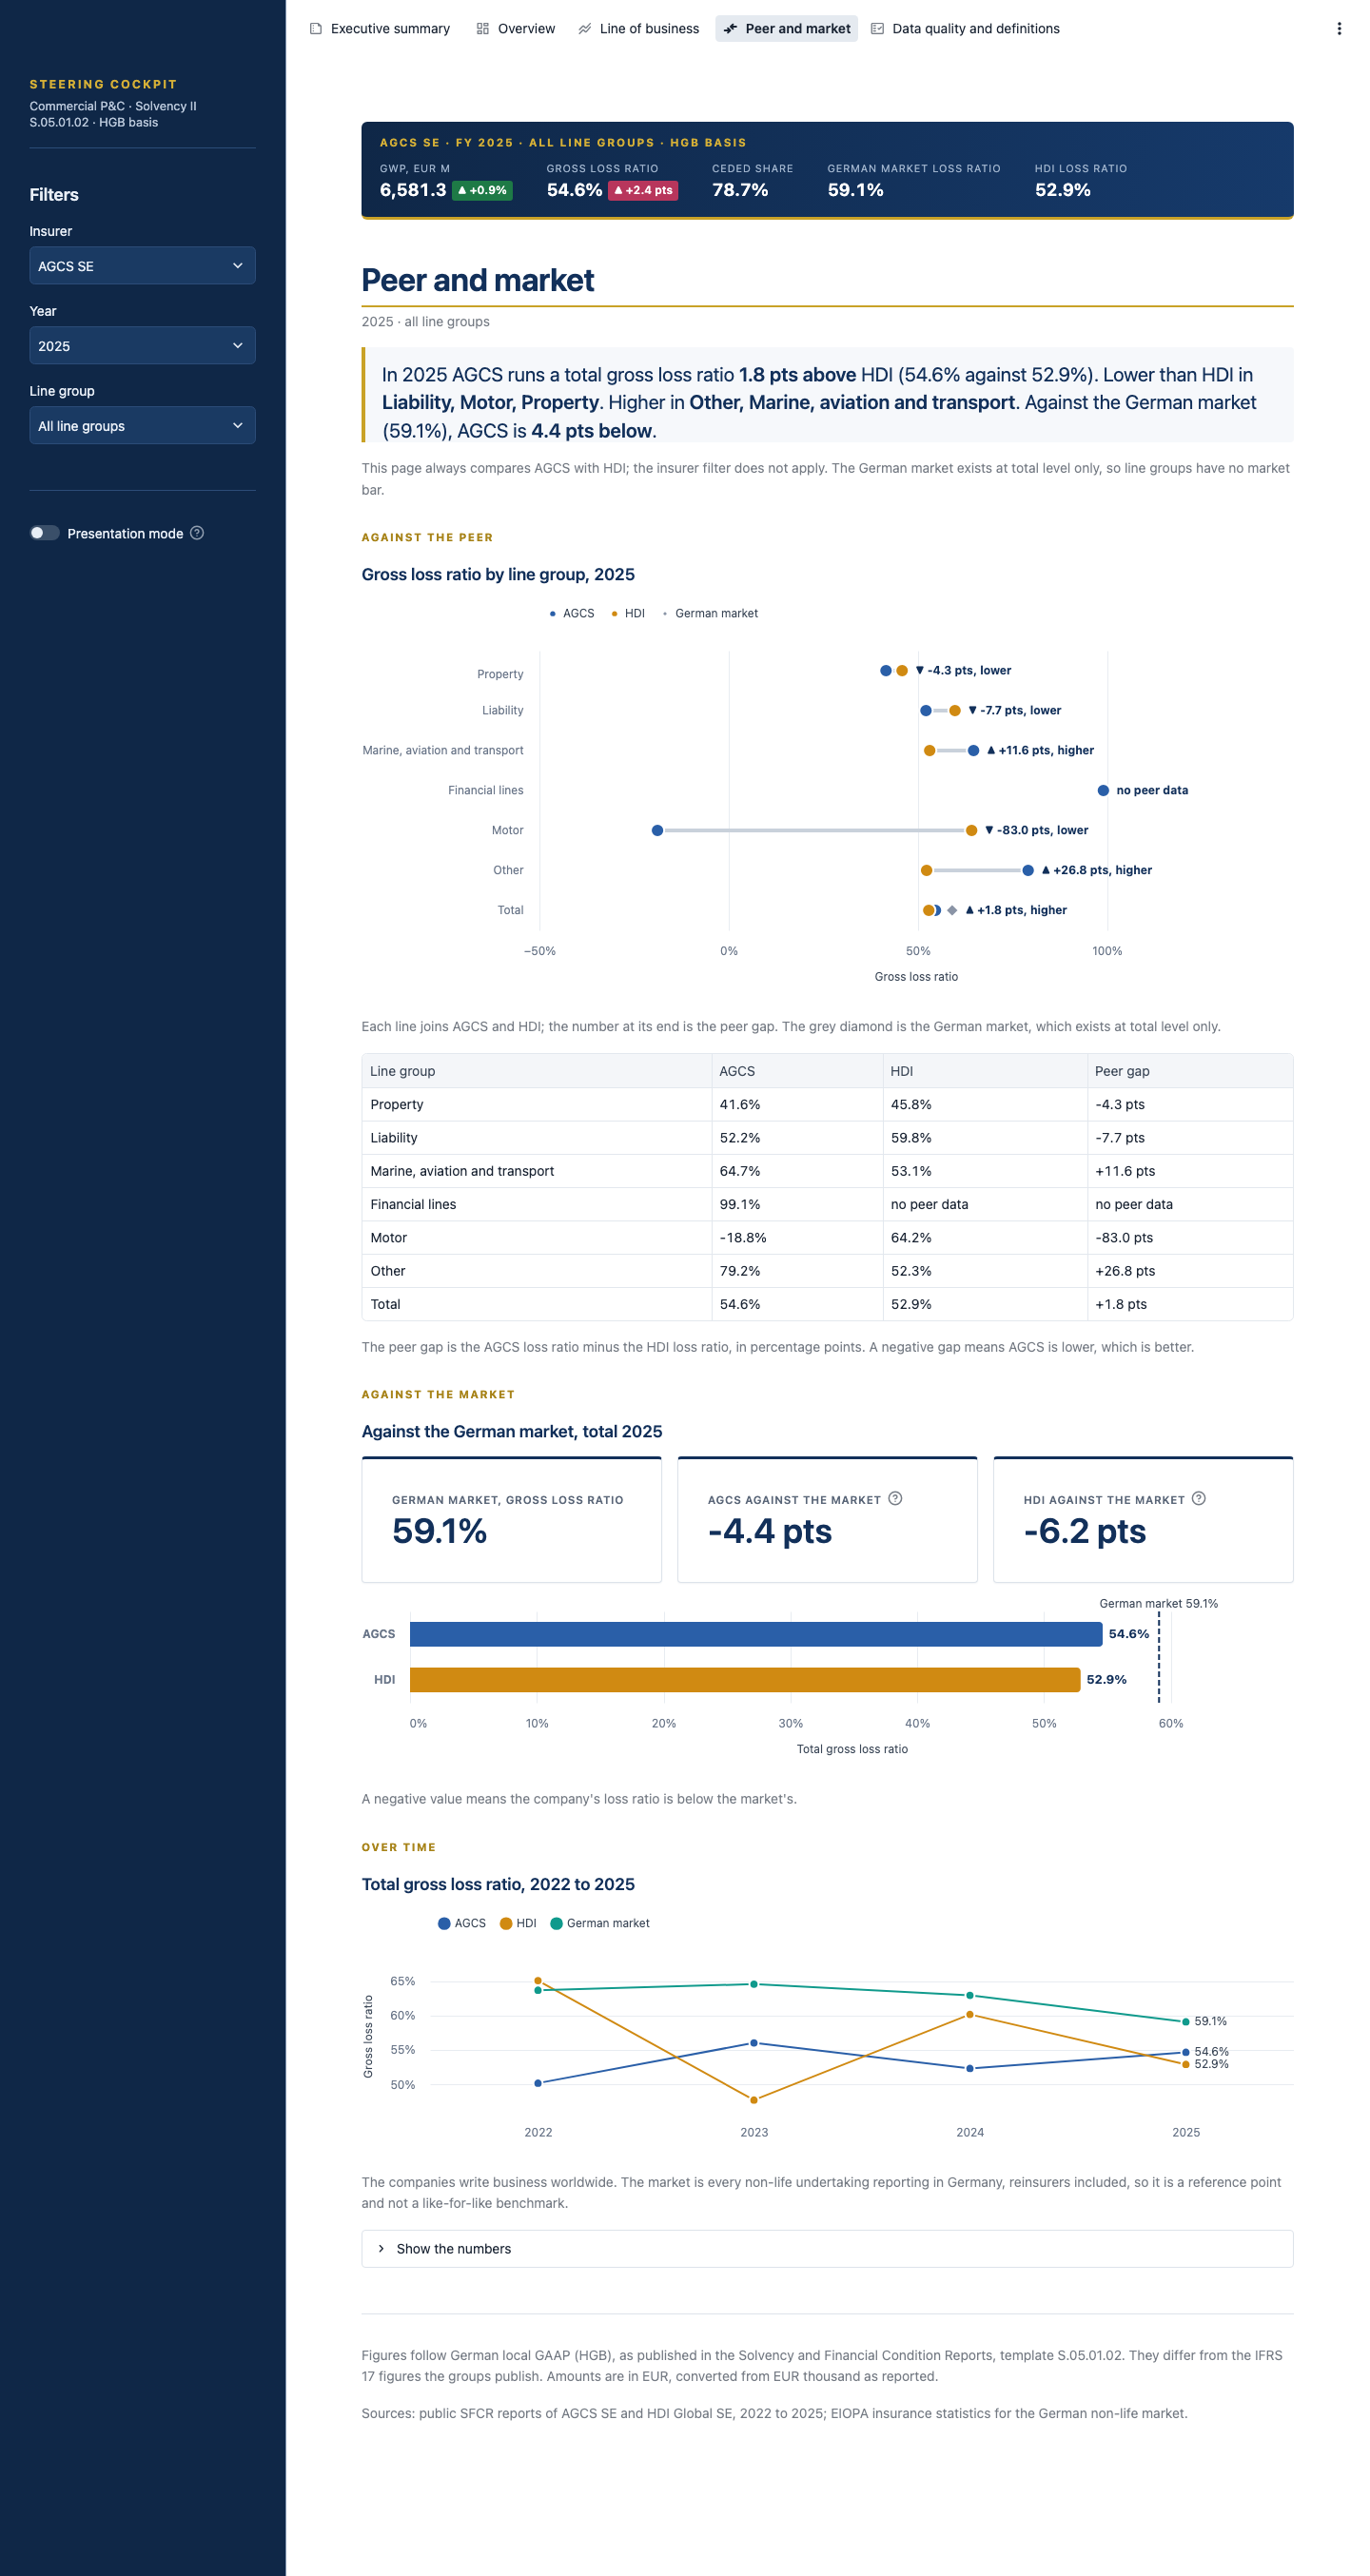 Executive summary
Overview
Line of business
Peer and market
Data quality and definitions
STEERING COCKPIT
Commercial P&C · Solvency II
S.05.01.02 · HGB basis
Filters
Insurer
AGCS SE
Year
2025
Line group
All line groups
Presentation mode
AGCS SE · FY 2025 · ALL LINE GROUPS · HGB BASIS
GWP, EUR M
6,581.3 ▲ +0.9%
GROSS LOSS RATIO
54.6% ▲ +2.4 pts
CEDED SHARE
78.7%
GERMAN MARKET LOSS RATIO
59.1%
HDI LOSS RATIO
52.9%
Peer and market
2025 · all line groups
In 2025 AGCS runs a total gross loss ratio 1.8 pts above HDI (54.6% against 52.9%). Lower than HDI in
Liability, Motor, Property. Higher in Other, Marine, aviation and transport. Against the German market
(59.1%), AGCS is 4.4 pts below.
This page always compares AGCS with HDI; the insurer filter does not apply. The German market exists at total level only, so line groups have no market
bar.
AGAINST THE PEER
Gross loss ratio by line group, 2025
AGCS HDI German market
Property ▼ -4.3 pts, lower
Liability ▼ -7.7 pts, lower
Marine, aviation and transport ▲ +11.6 pts, higher
Financial lines no peer data
Motor ▼ -83.0 pts, lower
Other ▲ +26.8 pts, higher
Total ▲ +1.8 pts, higher
−50% 0% 50% 100%
Gross loss ratio
Each line joins AGCS and HDI; the number at its end is the peer gap. The grey diamond is the German market, which exists at total level only.
Line group AGCS HDI Peer gap
Property 41.6% 45.8% -4.3 pts
Liability 52.2% 59.8% -7.7 pts
Marine, aviation and transport 64.7% 53.1% +11.6 pts
Financial lines 99.1% no peer data no peer data
Motor -18.8% 64.2% -83.0 pts
Other 79.2% 52.3% +26.8 pts
Total 54.6% 52.9% +1.8 pts
The peer gap is the AGCS loss ratio minus the HDI loss ratio, in percentage points. A negative gap means AGCS is lower, which is better.
AGAINST THE MARKET
Against the German market, total 2025
GERMAN MARKET, GROSS LOSS RATIO
59.1%
AGCS AGAINST THE MARKET
-4.4 pts
HDI AGAINST THE MARKET
-6.2 pts
German market 59.1%
AGCS 54.6%
HDI 52.9%
0% 10% 20% 30% 40% 50% 60%
Total gross loss ratio
A negative value means the company's loss ratio is below the market's.
OVER TIME
Total gross loss ratio, 2022 to 2025
AGCS HDI German market
Gross loss ratio
65%
60%
55%
50%
59.1%
54.6%
52.9%
2022 2023 2024 2025
The companies write business worldwide. The market is every non-life undertaking reporting in Germany, reinsurers included, so it is a reference point
and not a like-for-like benchmark.
Show the numbers
Figures follow German local GAAP (HGB), as published in the Solvency and Financial Condition Reports, template S.05.01.02. They differ from the IFRS
17 figures the groups publish. Amounts are in EUR, converted from EUR thousand as reported.
Sources: public SFCR reports of AGCS SE and HDI Global SE, 2022 to 2025; EIOPA insurance statistics for the German non-life market.